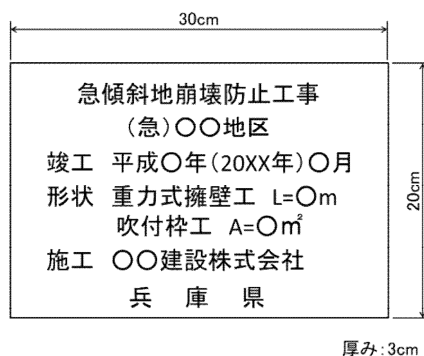 30cm
急傾斜地崩壊防止工事
(急)〇〇地区
竣工 平成〇年(20XX年)〇月
形状 重力式擁壁工 L=〇m
吹付枠工 A=〇㎡
施工 〇〇建設株式会社
兵 庫 県
20cm
厚み:3cm